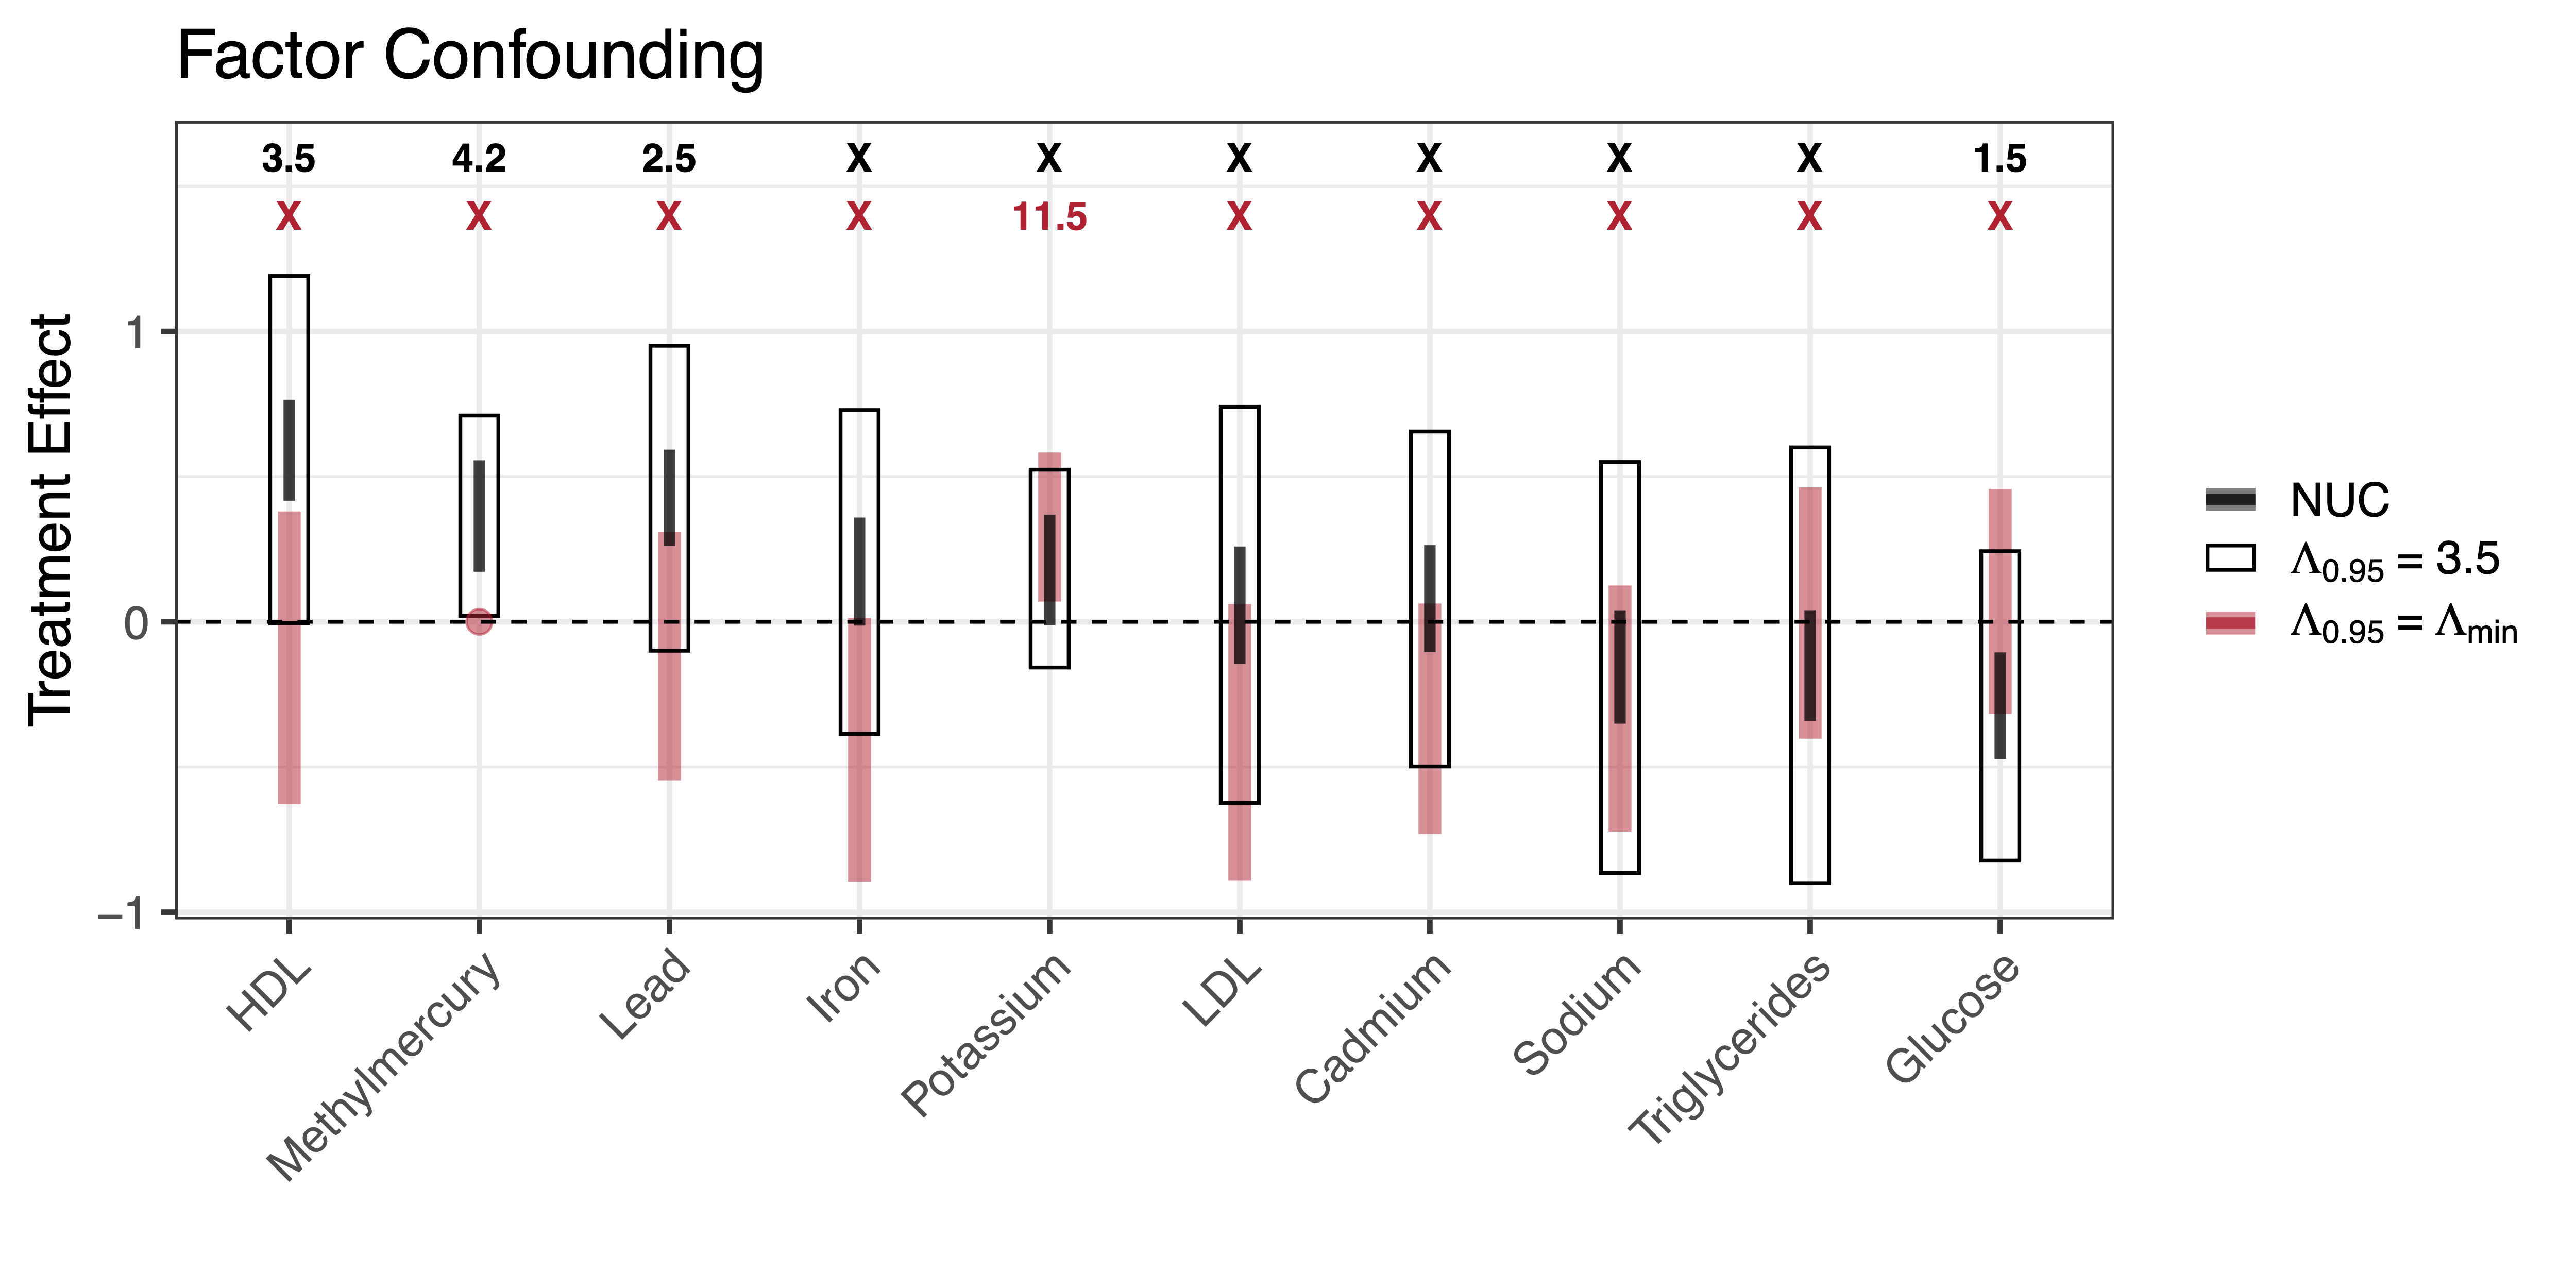 Factor Confounding
3.5 4.2 2.5 X X X X X X 1.5
X X X X 11.5 X X X X X
Treatment Effect
1
0
−1
HDL
Methylmercury
Lead
Iron
Potassium
LDL
Cadmium
Sodium
Triglycerides
Glucose
NUC
Λ0.95 = 3.5
Λ0.95 = Λmin